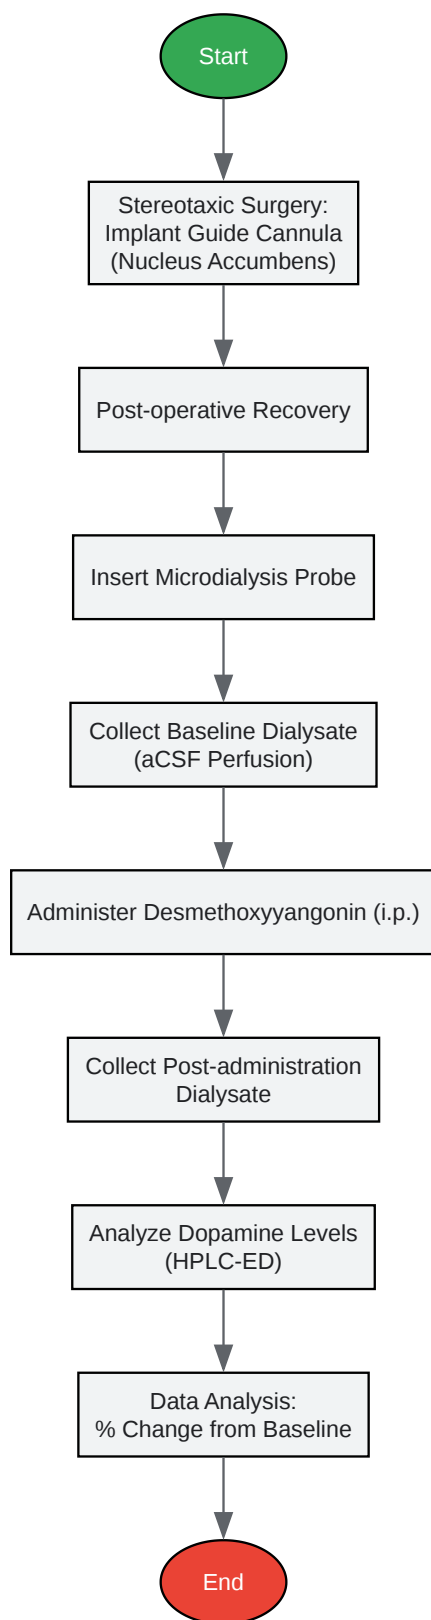 Start
Stereotaxic Surgery:
Implant Guide Cannula
(Nucleus Accumbens)
Post-operative Recovery
Insert Microdialysis Probe
Collect Baseline Dialysate
(aCSF Perfusion)
Administer Desmethoxyyangonin (i.p.)
Collect Post-administration
Dialysate
Analyze Dopamine Levels
(HPLC-ED)
Data Analysis:
% Change from Baseline
End